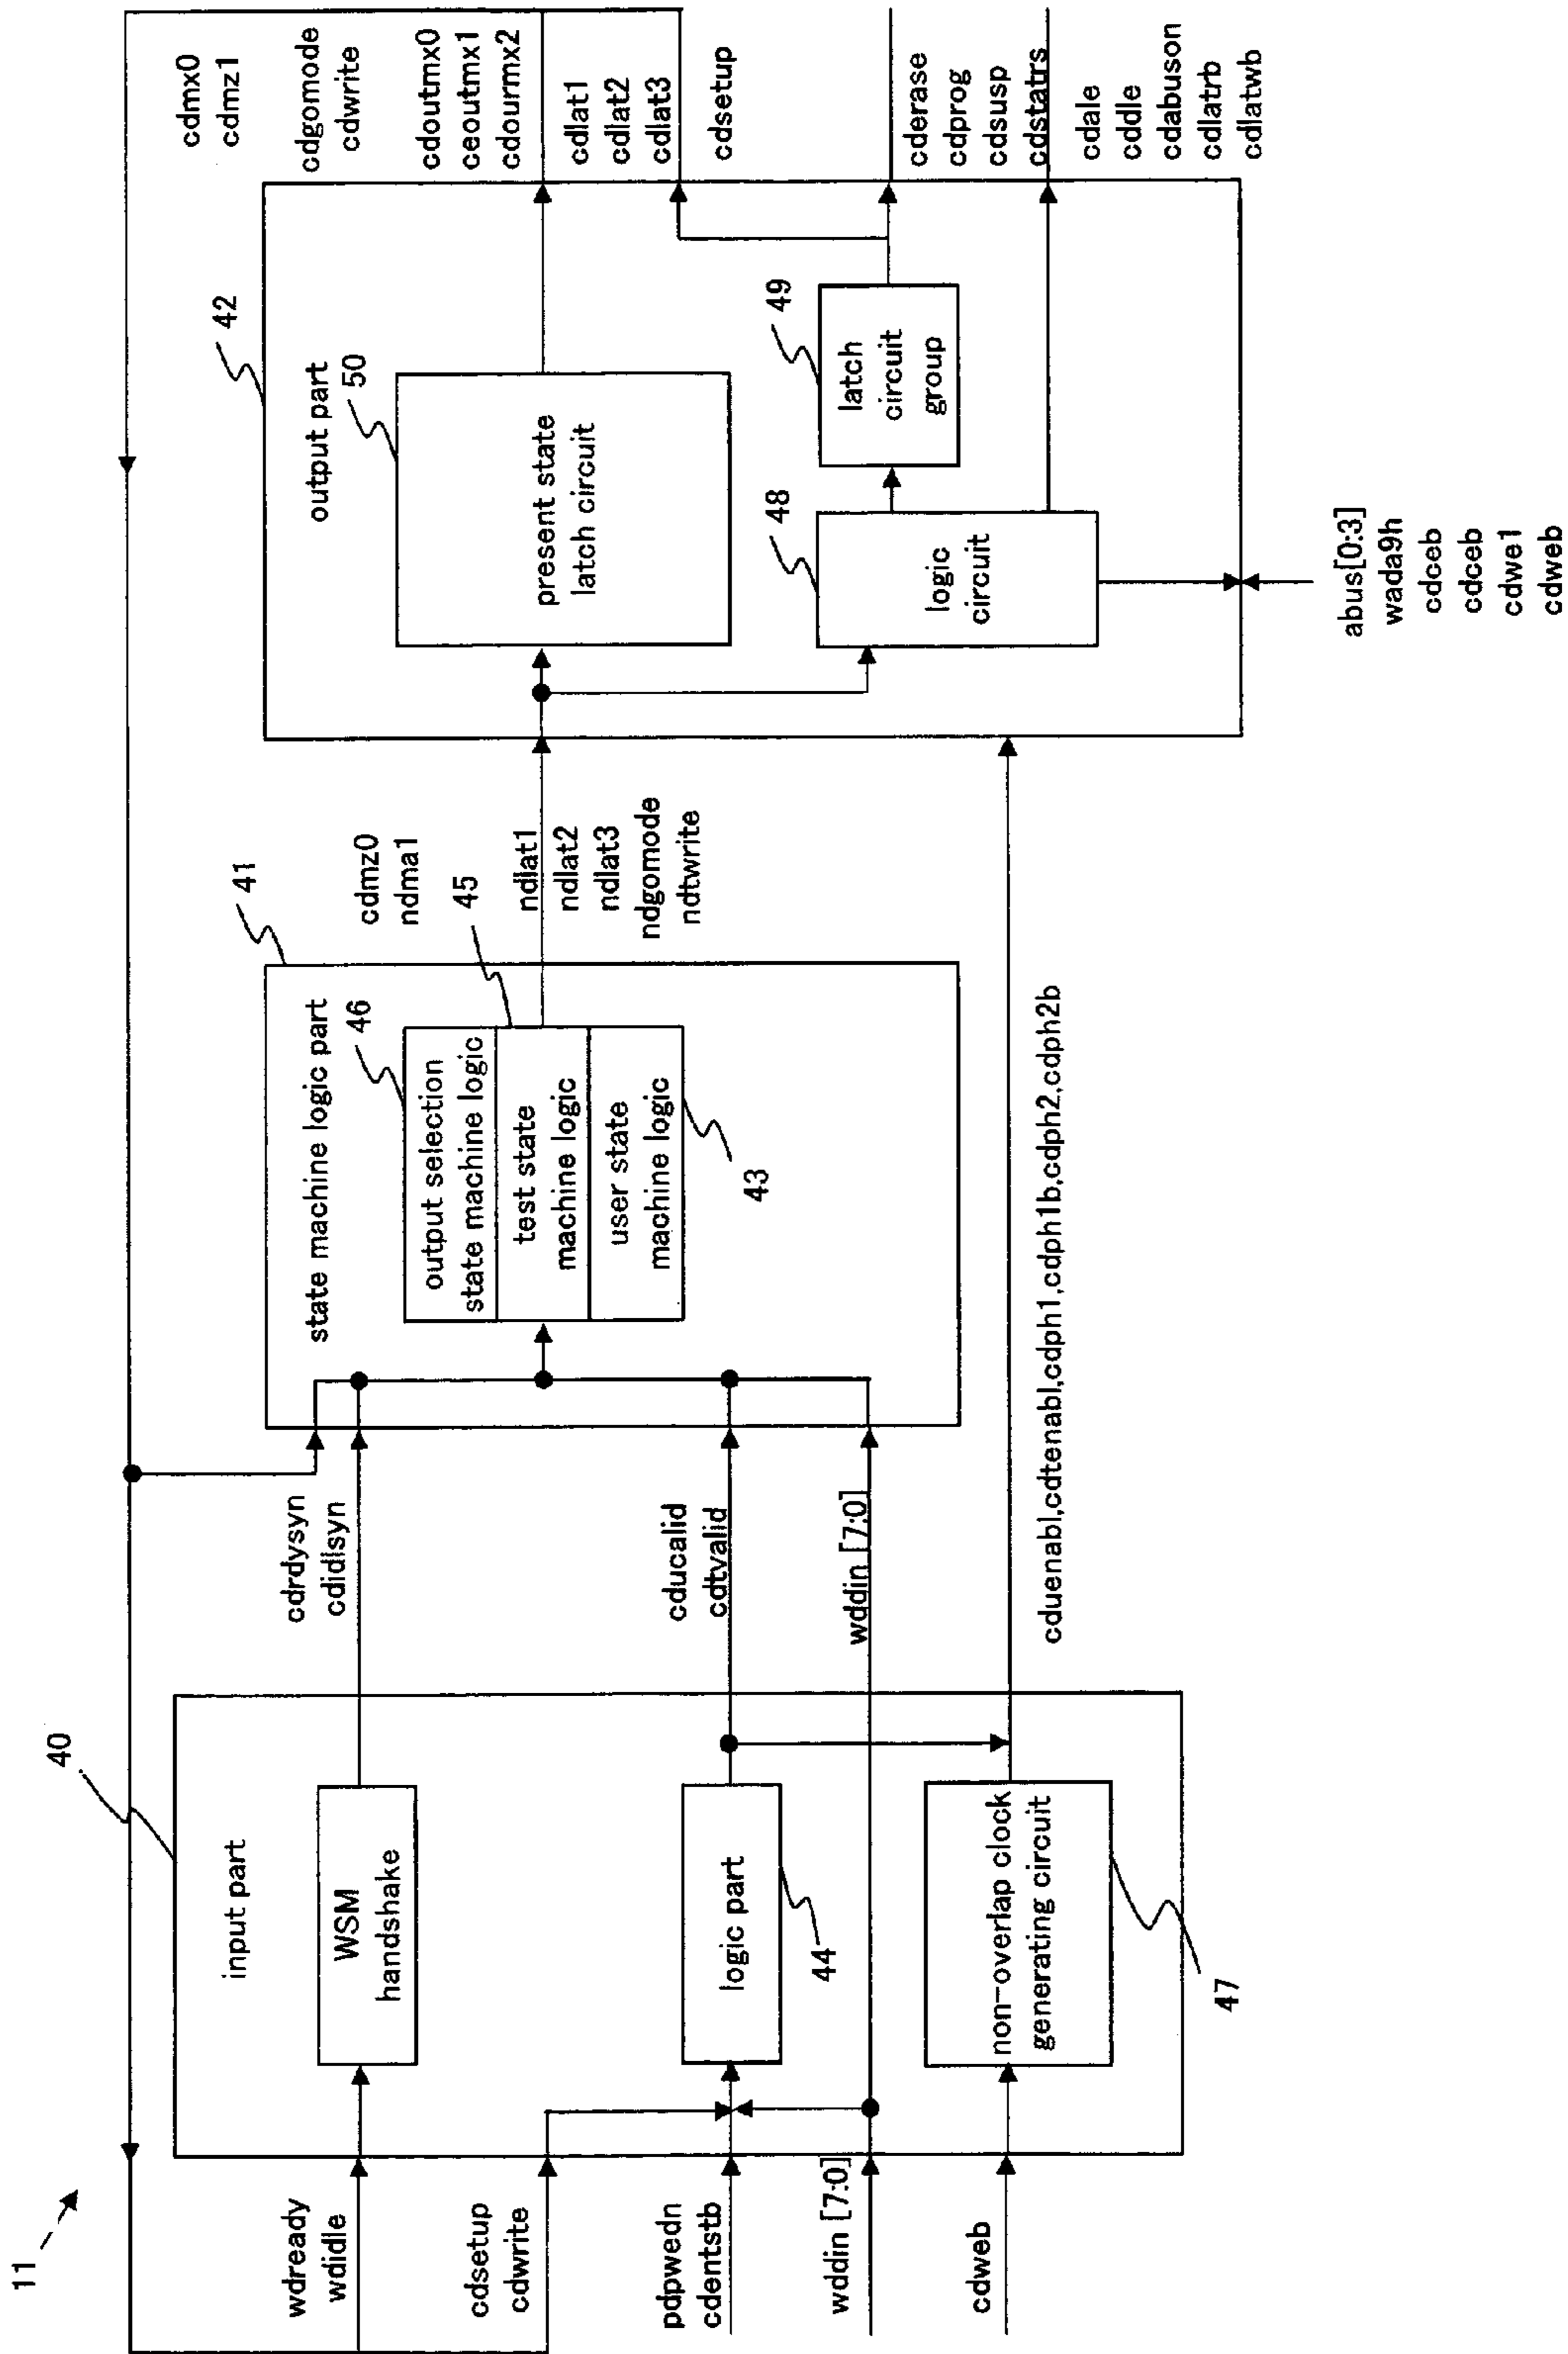 11
40
input part
WSM
handshake
logic part
44
non-overlap clock
generating circuit
47
wdready
wdidle
cdsetup
cdwrite
pdpwedn
cdentstb
wddin [7:0]
cdweb
cdrdysyn
cdidlsyn
cducalid
cdtvalid
wddin [7:0]
cduenabl,cdtenabl,cdph1,cdph1b,cdph2,cdph2b
41
state machine logic part
46
output selection
state machine logic
45
test state
machine logic
user state
machine logic
43
cdmz0
ndma1
ndlat1
ndlat2
ndlat3
ndgomode
ndtwrite
42
output part
50
present state
latch circuit
48
logic
circuit
49
latch
circuit
group
abus[0:3]
wada9h
cdceb
cdceb
cdwe1
cdweb
cdmx0
cdmz1
cdgomode
cdwrite
cdoutmx0
ceoutmx1
cdourmx2
cdlat1
cdlat2
cdlat3
cdsetup
cderase
cdprog
cdsusp
cdstatrs
cdale
cddle
cdabuson
cdlatrb
cdlatwb